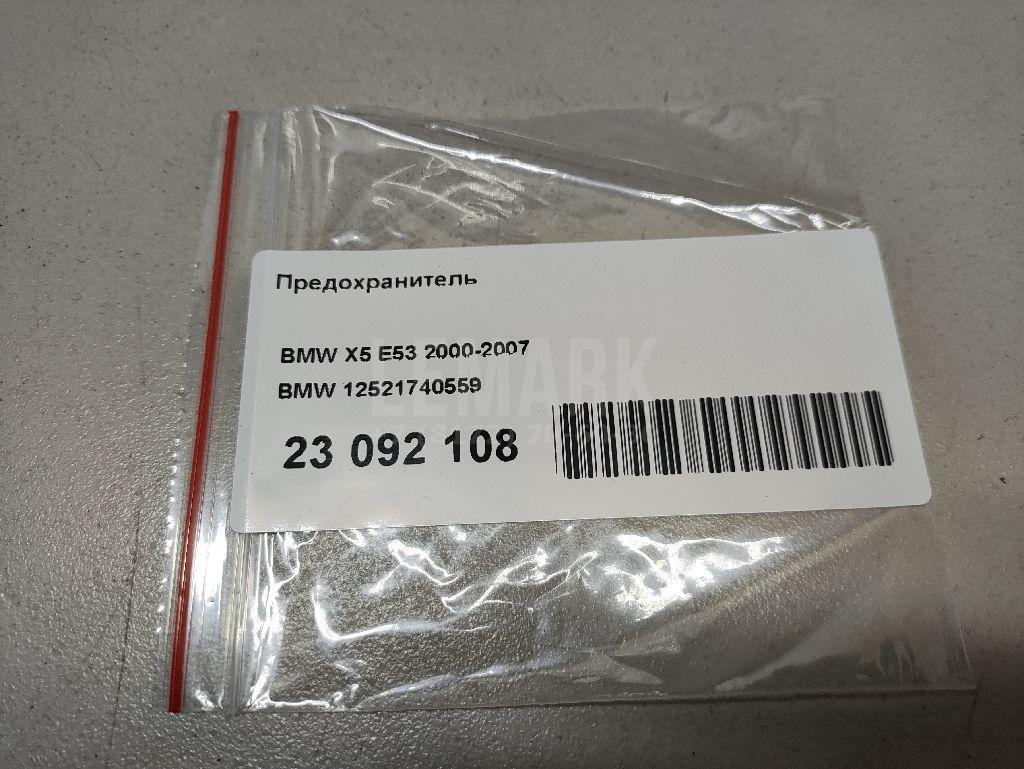 Предохранитель
BMW X5 E53 2000-2007
BMW 12521740559
LEMARK
23 092 108